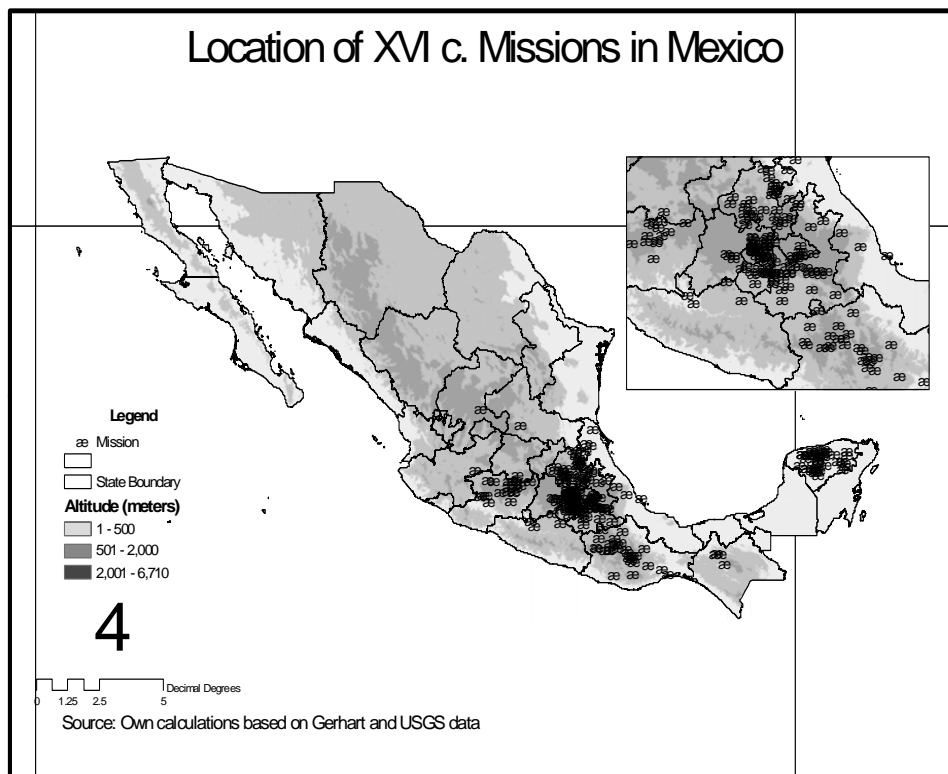 Location of XVI c. Missions in Mexico
Legend
æ Mission
State Boundary
Altitude (meters)
1 - 500
501 - 2,000
2,001 - 6,710
4
Decimal Degrees
0 1.25 2.5 5
Source: Own calculations based on Gerhart and USGS data